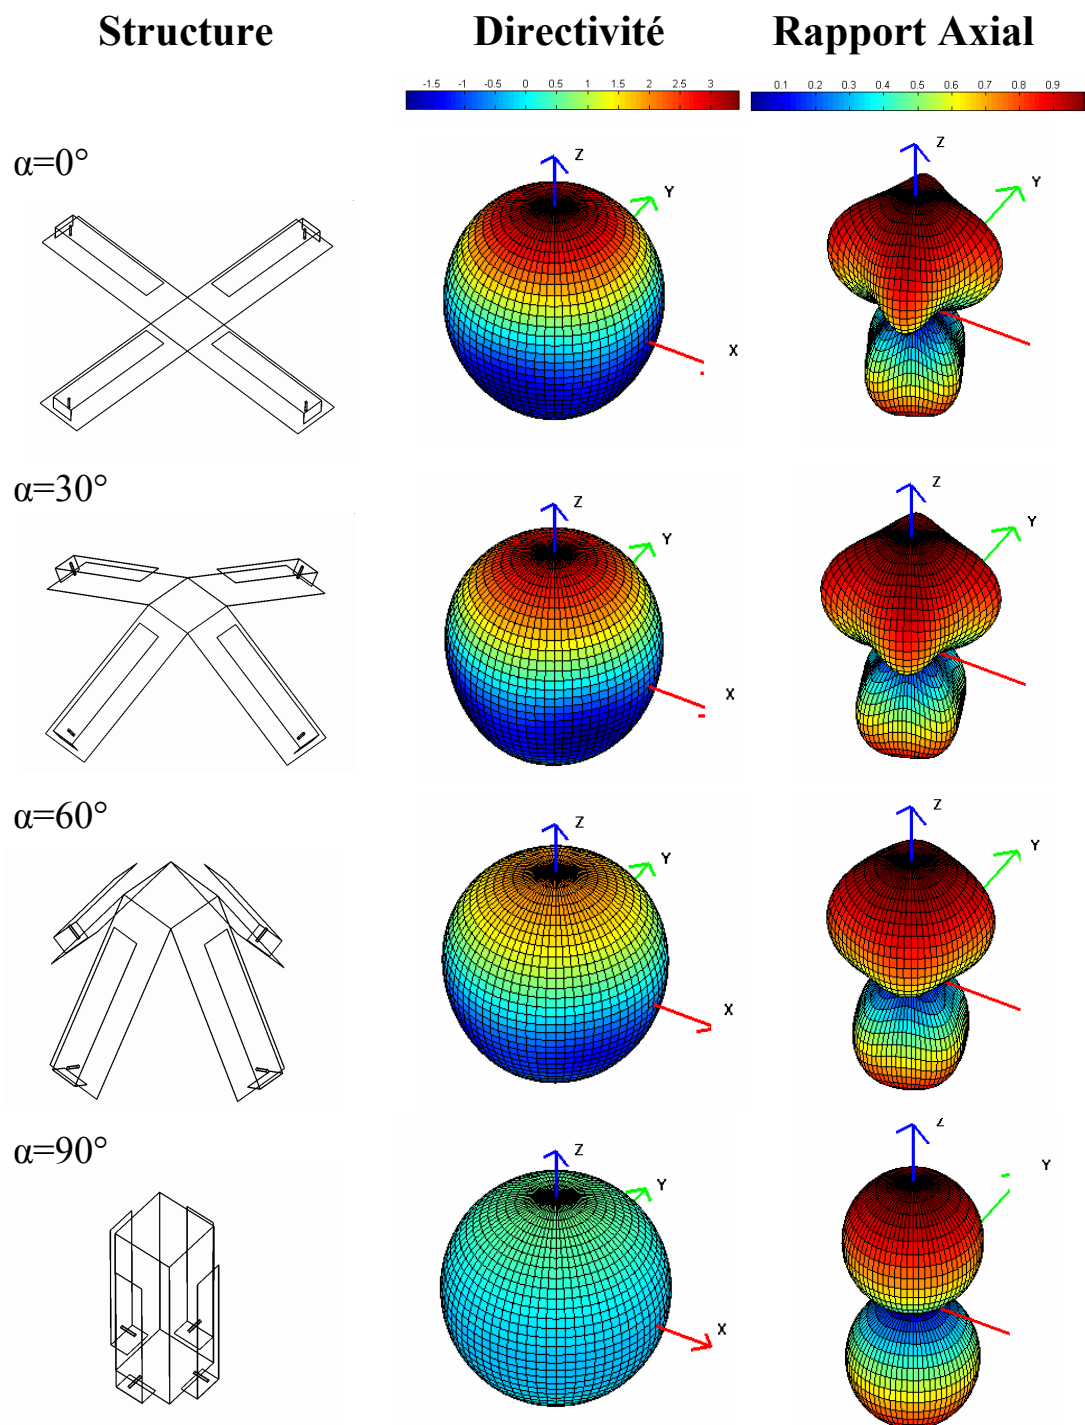 Structure Directivité Rapport Axial
-1.5 -1 -0.5 0 0.5 1 1.5 2 2.5 3 0.1 0.2 0.3 0.4 0.5 0.6 0.7 0.8 0.9
α=0°
Z Y X Z Y
α=30°
Z Y X Z Y
α=60°
Z Y X Z Y
α=90°
Z Y X Z Y